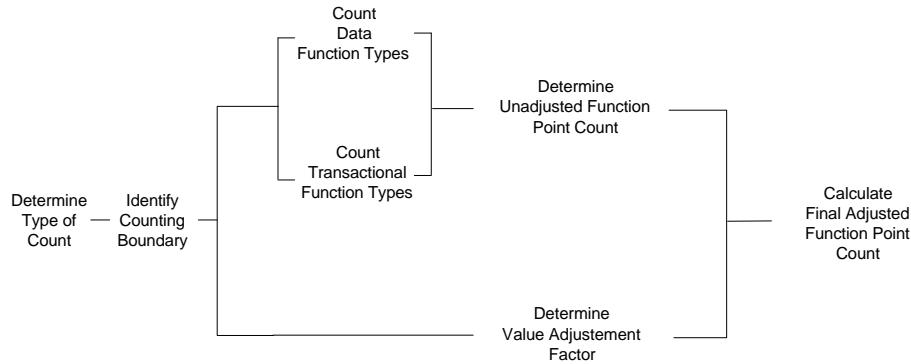 Count
Data
Function Types
Determine
Unadjusted Function
Point Count
Count
Transactional
Function Types
Determine
Type of
Count
Identify
Counting
Boundary
Calculate
Final Adjusted
Function Point
Count
Determine
Value Adjustement
Factor